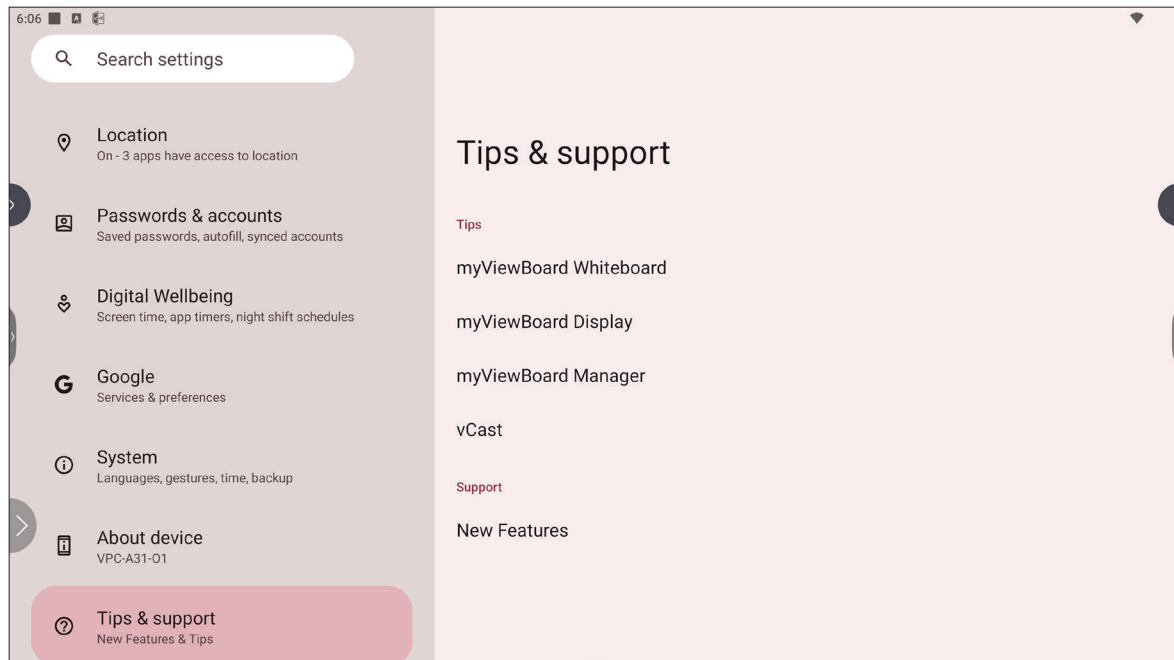 6:06
Search settings
Location
On - 3 apps have access to location
Passwords & accounts
Saved passwords, autofill, synced accounts
Digital Wellbeing
Screen time, app timers, night shift schedules
Google
Services & preferences
System
Languages, gestures, time, backup
About device
VPC-A31-O1
Tips & support
New Features & Tips
Tips & support
Tips
myViewBoard Whiteboard
myViewBoard Display
myViewBoard Manager
vCast
Support
New Features